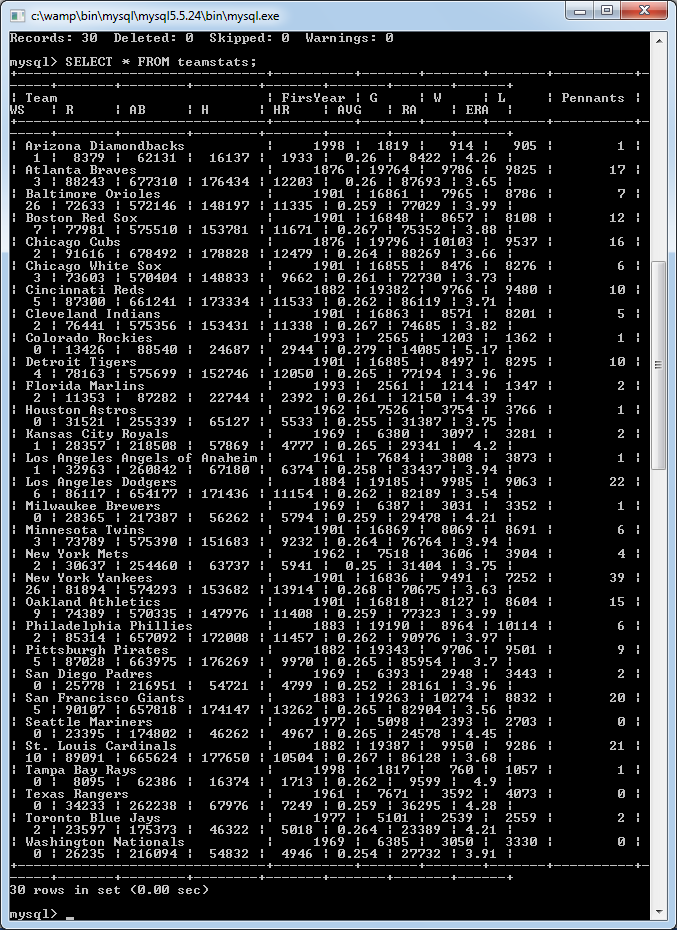 c:\wamp\bin\mysql\mysql5.5.24\bin\mysql.exe
Records: 30  Deleted: 0  Skipped: 0  Warnings: 0
mysql> SELECT * FROM teamstats;
| Team | FirsYear | G | W | L | Pennants |
WS | R | AB | H | HR | AVG | RA | ERA |
| Arizona Diamondbacks | 1998 | 1819 | 914 | 905 | 1 |
1 | 8379 | 62131 | 16137 | 1933 | 0.26 | 8422 | 4.26 |
| Atlanta Braves | 1876 | 19764 | 9786 | 9825 | 17 |
3 | 88243 | 677310 | 176434 | 12203 | 0.26 | 87693 | 3.65 |
| Baltimore Orioles | 1901 | 16861 | 7965 | 8786 | 7 |
26 | 72633 | 572146 | 148197 | 11335 | 0.259 | 77029 | 3.99 |
| Boston Red Sox | 1901 | 16848 | 8657 | 8108 | 12 |
7 | 77981 | 575510 | 153781 | 11671 | 0.267 | 75352 | 3.88 |
| Chicago Cubs | 1876 | 19796 | 10103 | 9537 | 16 |
2 | 91616 | 678492 | 178828 | 12479 | 0.264 | 88269 | 3.66 |
| Chicago White Sox | 1901 | 16855 | 8476 | 8276 | 6 |
3 | 73603 | 570404 | 148833 | 9662 | 0.261 | 72730 | 3.73 |
| Cincinnati Reds | 1882 | 19382 | 9766 | 9480 | 10 |
5 | 87300 | 661241 | 173334 | 11533 | 0.262 | 86119 | 3.71 |
| Cleveland Indians | 1901 | 16863 | 8571 | 8201 | 5 |
2 | 76441 | 575356 | 153431 | 11338 | 0.267 | 74685 | 3.82 |
| Colorado Rockies | 1993 | 2565 | 1203 | 1362 | 1 |
0 | 13426 | 88540 | 24687 | 2944 | 0.279 | 14085 | 5.17 |
| Detroit Tigers | 1901 | 16885 | 8497 | 8295 | 10 |
4 | 78163 | 575699 | 152746 | 12050 | 0.265 | 77194 | 3.96 |
| Florida Marlins | 1993 | 2561 | 1214 | 1347 | 2 |
2 | 11353 | 87282 | 22744 | 2392 | 0.261 | 12150 | 4.39 |
| Houston Astros | 1962 | 7526 | 3754 | 3766 | 1 |
0 | 31521 | 255339 | 65127 | 5533 | 0.255 | 31387 | 3.75 |
| Kansas City Royals | 1969 | 6380 | 3097 | 3281 | 2 |
1 | 28357 | 218508 | 57869 | 4777 | 0.265 | 29341 | 4.2 |
| Los Angeles Angels of Anaheim | 1961 | 7684 | 3808 | 3873 | 1 |
1 | 32963 | 260842 | 67180 | 6374 | 0.258 | 33437 | 3.94 |
| Los Angeles Dodgers | 1884 | 19185 | 9985 | 9063 | 22 |
6 | 86117 | 654177 | 171436 | 11154 | 0.262 | 82189 | 3.54 |
| Milwaukee Brewers | 1969 | 6387 | 3031 | 3352 | 1 |
0 | 28365 | 217387 | 56262 | 5794 | 0.259 | 29478 | 4.21 |
| Minnesota Twins | 1901 | 16869 | 8069 | 8691 | 6 |
3 | 73789 | 575390 | 151683 | 9232 | 0.264 | 76764 | 3.94 |
| New York Mets | 1962 | 7518 | 3606 | 3904 | 4 |
2 | 30637 | 254460 | 63737 | 5941 | 0.25 | 31404 | 3.75 |
| New York Yankees | 1901 | 16836 | 9491 | 7252 | 39 |
26 | 81894 | 574293 | 153682 | 13914 | 0.268 | 70675 | 3.63 |
| Oakland Athletics | 1901 | 16818 | 8127 | 8604 | 15 |
9 | 74389 | 570335 | 147976 | 11408 | 0.259 | 77323 | 3.99 |
| Philadelphia Phillies | 1883 | 19190 | 8964 | 10114 | 6 |
2 | 85314 | 657092 | 172008 | 11457 | 0.262 | 90976 | 3.97 |
| Pittsburgh Pirates | 1882 | 19343 | 9706 | 9501 | 9 |
5 | 87028 | 663975 | 176269 | 9970 | 0.265 | 85954 | 3.7 |
| San Diego Padres | 1969 | 6393 | 2948 | 3443 | 2 |
0 | 25778 | 216951 | 54721 | 4799 | 0.252 | 28161 | 3.96 |
| San Francisco Giants | 1883 | 19263 | 10274 | 8832 | 20 |
5 | 90107 | 657818 | 174147 | 13262 | 0.265 | 82904 | 3.56 |
| Seattle Mariners | 1977 | 5098 | 2393 | 2703 | 0 |
0 | 23395 | 174802 | 46262 | 4967 | 0.265 | 24578 | 4.45 |
| St. Louis Cardinals | 1882 | 19387 | 9950 | 9286 | 21 |
10 | 89091 | 665624 | 177650 | 10504 | 0.267 | 86128 | 3.68 |
| Tampa Bay Rays | 1998 | 1817 | 760 | 1057 | 1 |
0 | 8095 | 62386 | 16374 | 1713 | 0.262 | 9599 | 4.9 |
| Texas Rangers | 1961 | 7671 | 3592 | 4073 | 0 |
0 | 34233 | 262238 | 67976 | 7249 | 0.259 | 36295 | 4.28 |
| Toronto Blue Jays | 1977 | 5101 | 2539 | 2559 | 2 |
2 | 23597 | 175373 | 46322 | 5018 | 0.264 | 23389 | 4.21 |
| Washington Nationals | 1969 | 6385 | 3050 | 3330 | 0 |
0 | 26235 | 216094 | 54832 | 4946 | 0.254 | 27732 | 3.91 |
30 rows in set (0.00 sec)
mysql> _